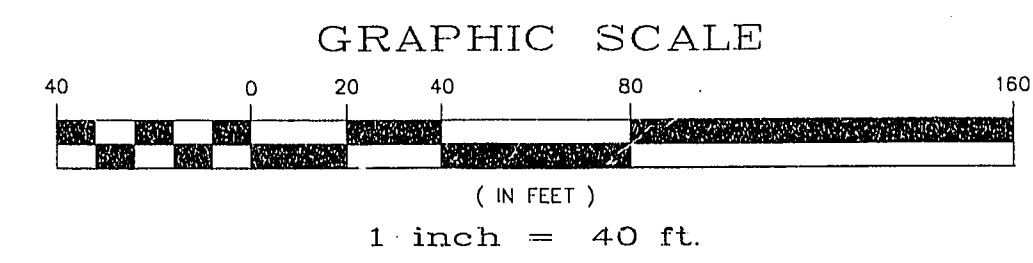 GRAPHIC SCALE
40 0 20 40 80 160
( IN FEET )
1 inch = 40 ft.